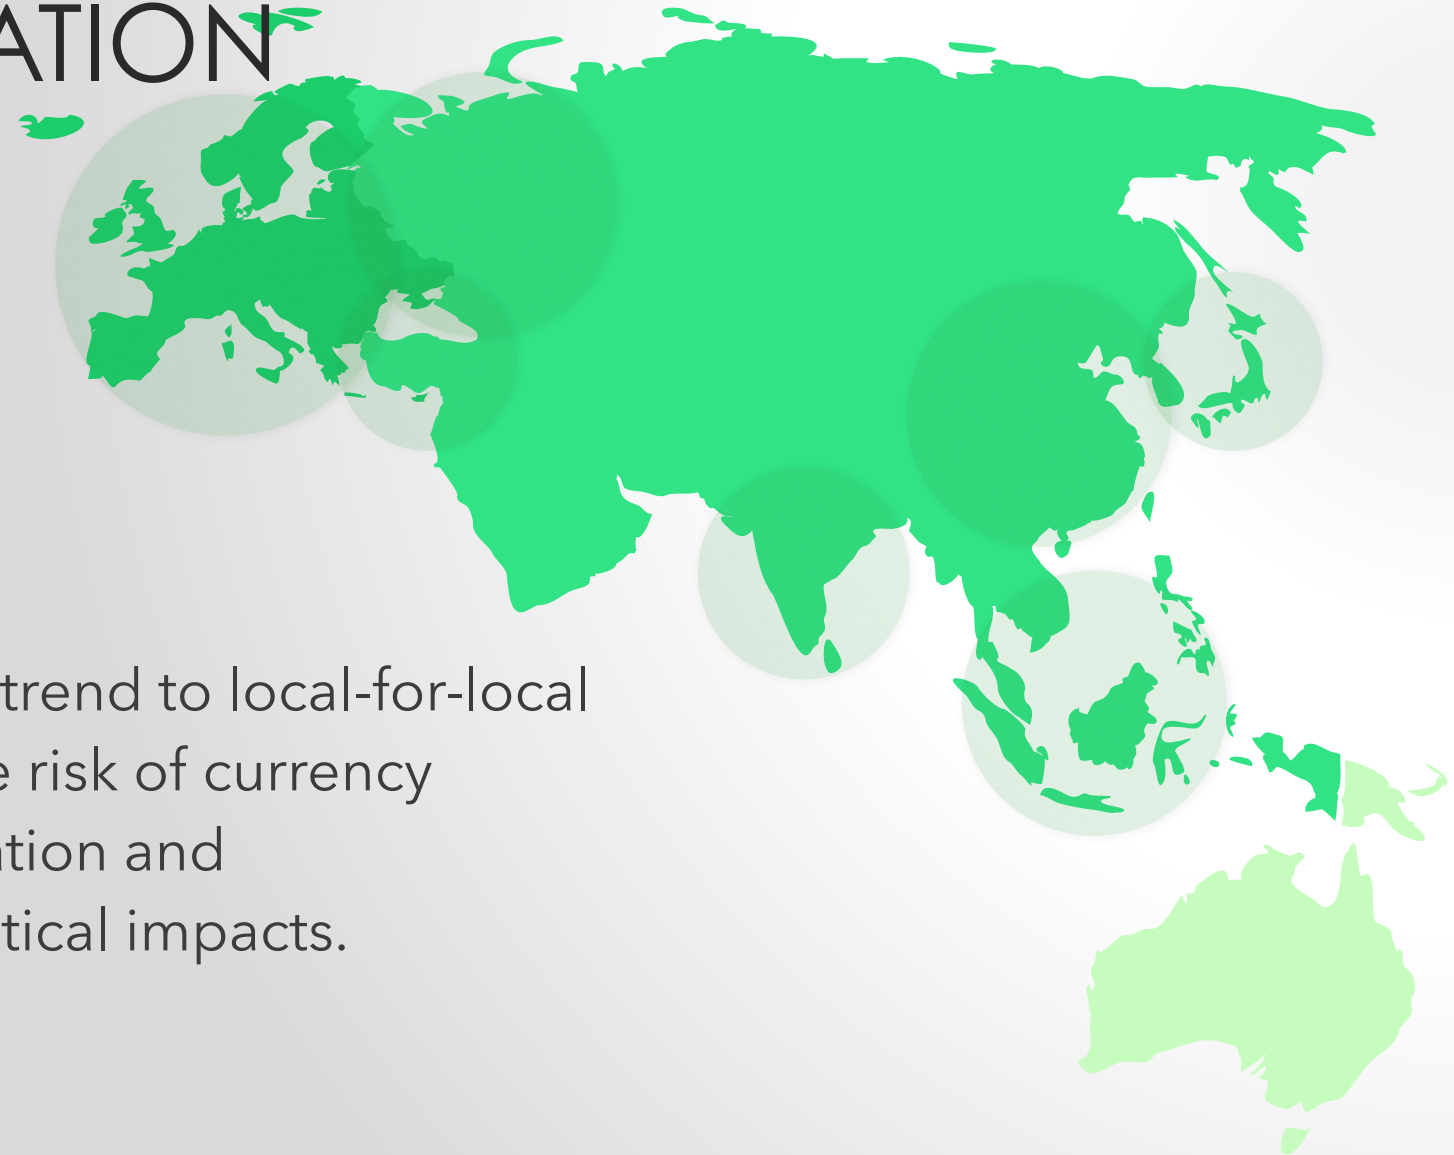 ATION
trend to local-for-local
e risk of currency
ation and
tical impacts.